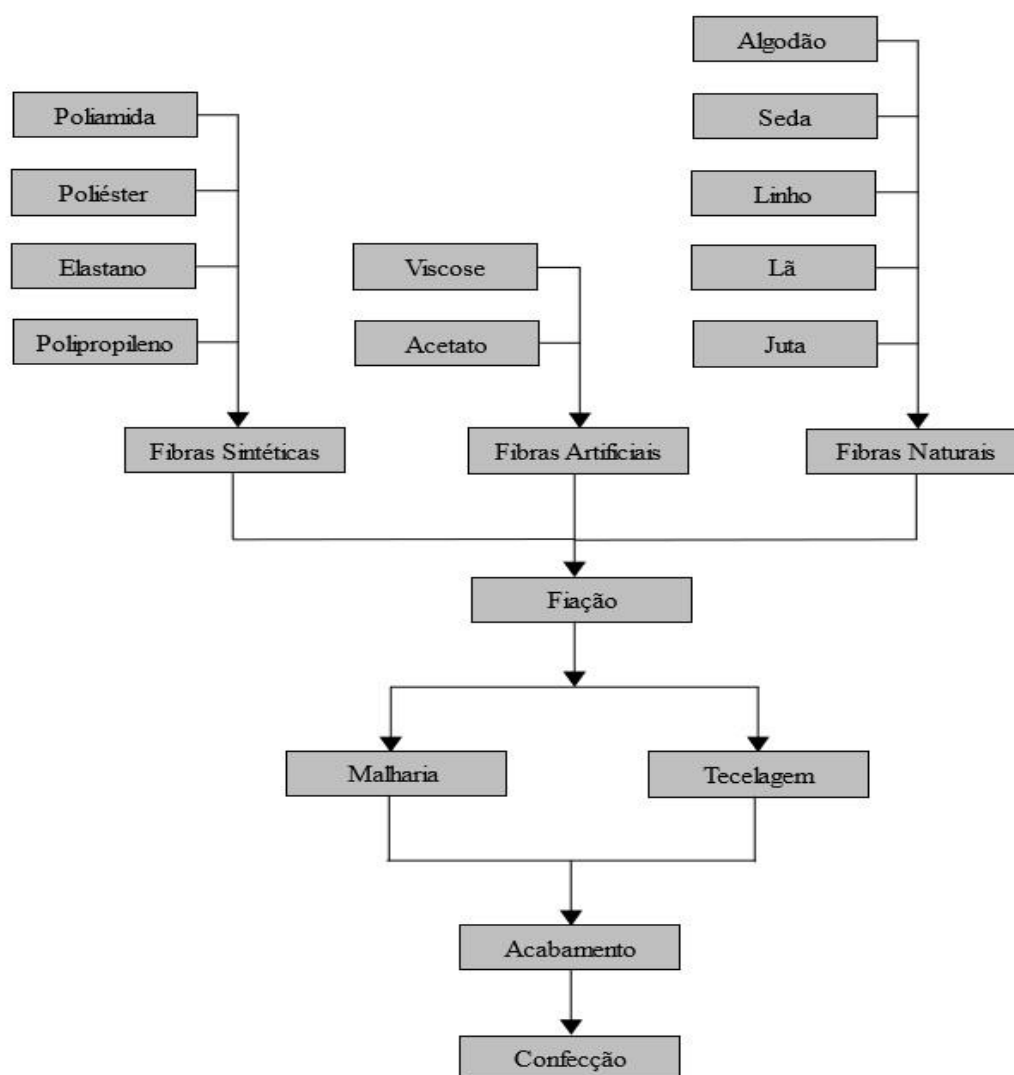 Algodão
Poliamida
Seda
Poliéster
Linho
Elastano
Viscose
Lã
Polipropileno
Acetato
Juta
Fibras Sintéticas
Fibras Artificiais
Fibras Naturais
Fiação
Malharia
Tecelagem
Acabamento
Confecção